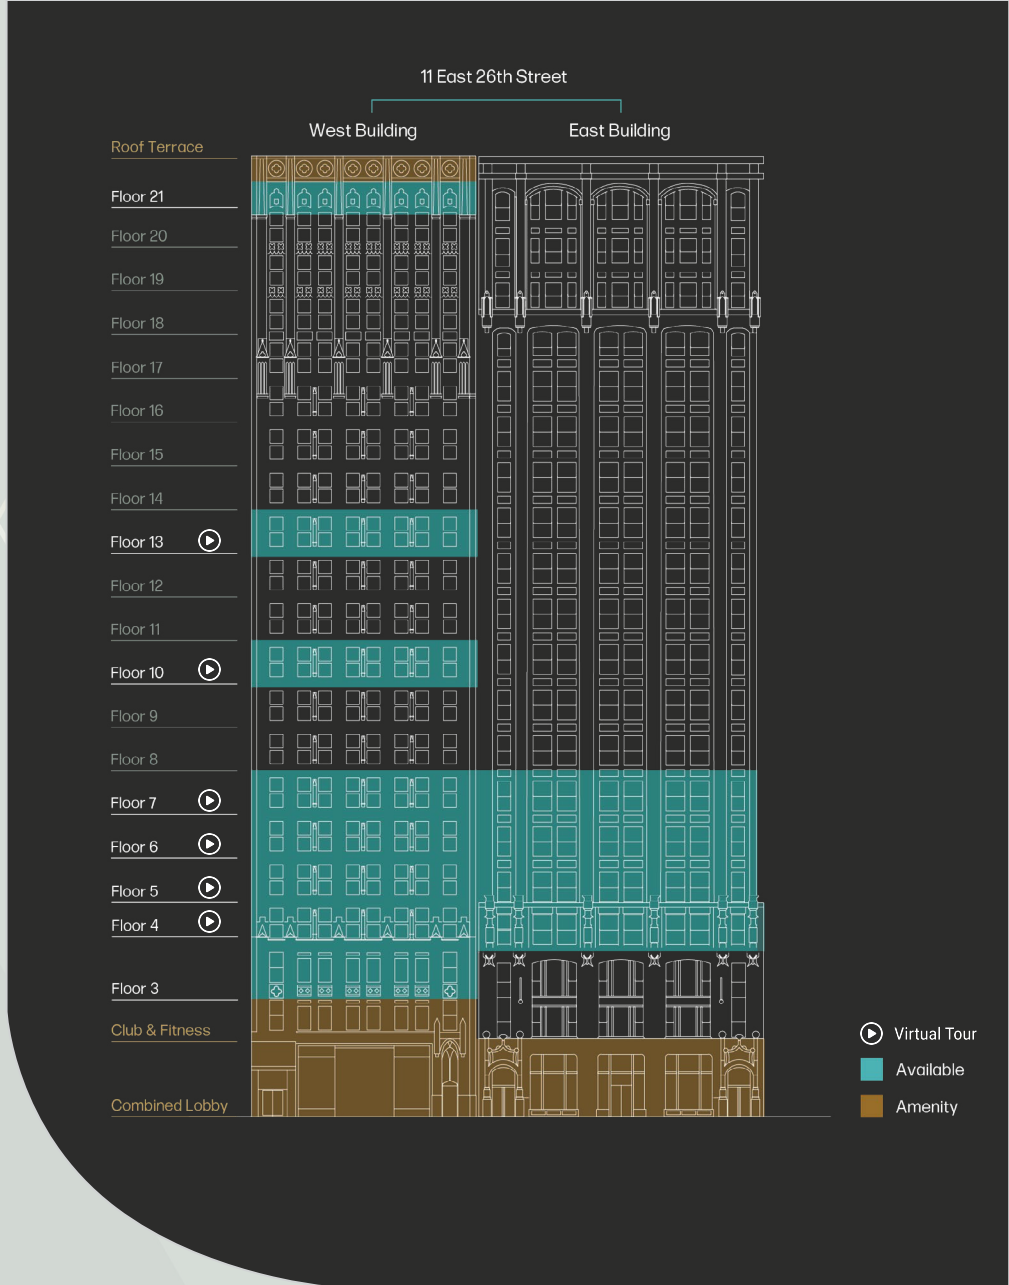 11 East 26th Street
West Building
East Building
Roof Terrace
Floor 21
Floor 20
Floor 19
Floor 18
Floor 17
Floor 16
Floor 15
Floor 14
Floor 13
Floor 12
Floor 11
Floor 10
Floor 9
Floor 8
Floor 7
Floor 6
Floor 5
Floor 4
Floor 3
Club & Fitness
Combined Lobby
Virtual Tour
Available
Amenity